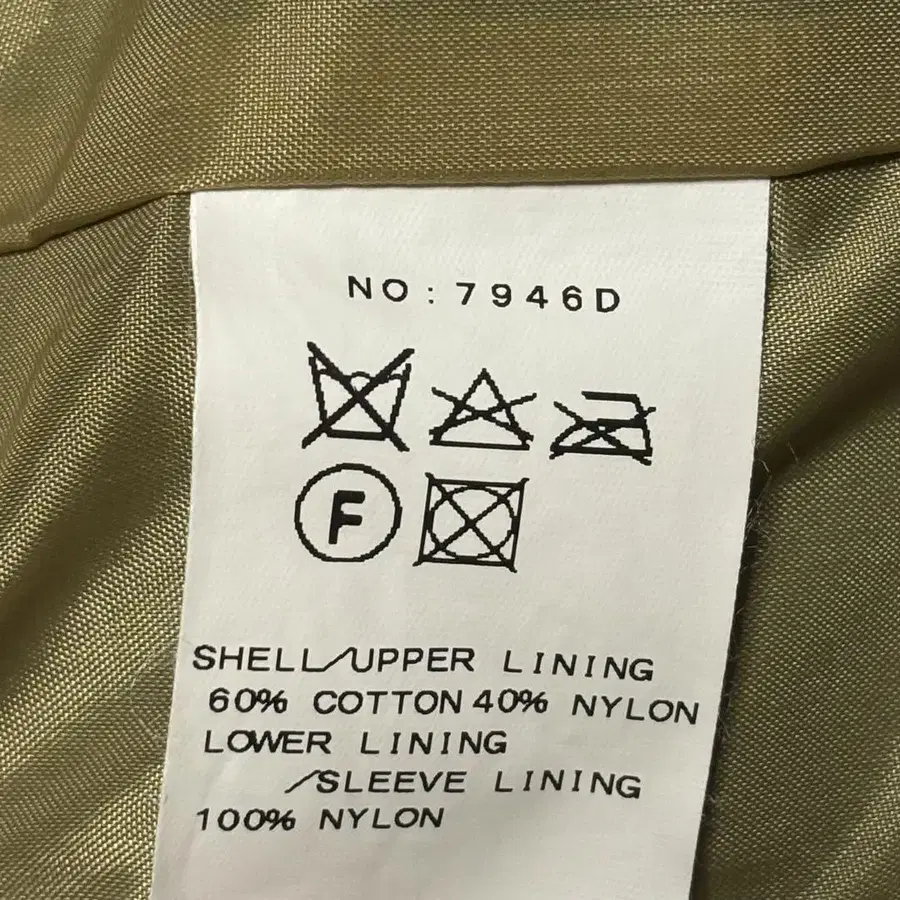 NO: 7946D
F
SHELL/UPPER LINING
60% COTTON 40% NYLON
LOWER LINING
/SLEEVE LINING
100% NYLON